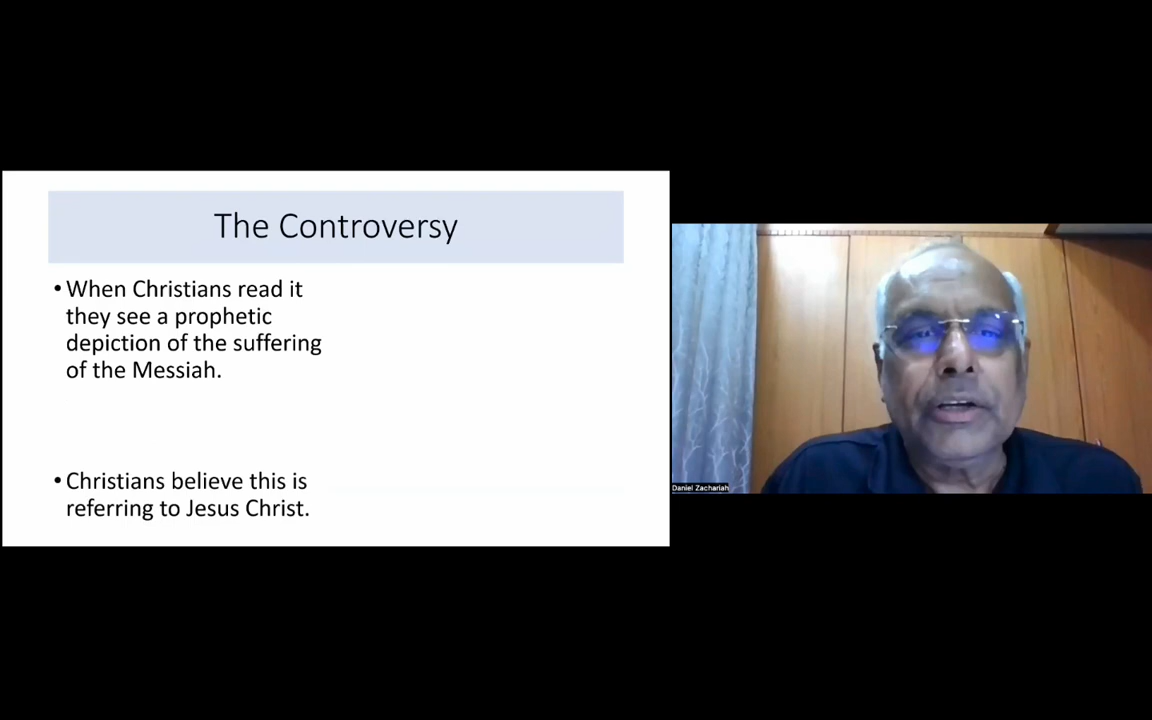 The Controversy
• When Christians read it
they see a prophetic
depiction of the suffering
of the Messiah.
• Christians believe this is
referring to Jesus Christ.
Daniel Zachariah